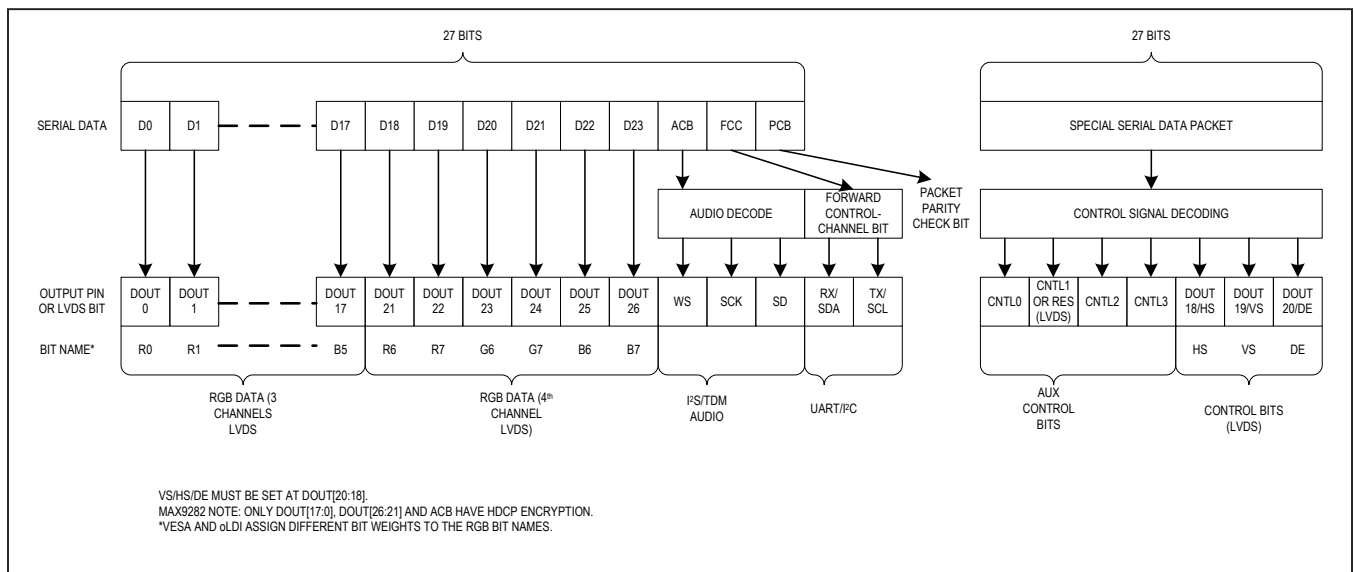 27 BITS
27 BITS
SERIAL DATA D0 D1 D17 D18 D19 D20 D21 D22 D23 ACB FCC PCB SPECIAL SERIAL DATA PACKET
AUDIO DECODE
FORWARD
CONTROL-
CHANNEL BIT
PACKET
PARITY
CHECK BIT
CONTROL SIGNAL DECODING
OUTPUT PIN
OR LVDS BIT
DOUT
0
DOUT
1
DOUT
17
DOUT
21
DOUT
22
DOUT
23
DOUT
24
DOUT
25
DOUT
26
WS
SCK
SD
RX/
SDA
TX/
SCL
CNTL0
CNTL1
OR RES
(LVDS)
CNTL2
CNTL3
DOUT
18/HS
DOUT
19/VS
DOUT
20/DE
BIT NAME* R0 R1 B5 R6 R7 G6 G7 B6 B7 HS VS DE
RGB DATA (3
CHANNELS
LVDS
RGB DATA (4th
CHANNEL
LVDS)
I²S/TDM
AUDIO
UART/I²C
AUX
CONTROL
BITS
CONTROL BITS
(LVDS)
VS/HS/DE MUST BE SET AT DOUT[20:18].
MAX9282 NOTE: ONLY DOUT[17:0], DOUT[26:21] AND ACB HAVE HDCP ENCRYPTION.
*VESA AND oLDI ASSIGN DIFFERENT BIT WEIGHTS TO THE RGB BIT NAMES.